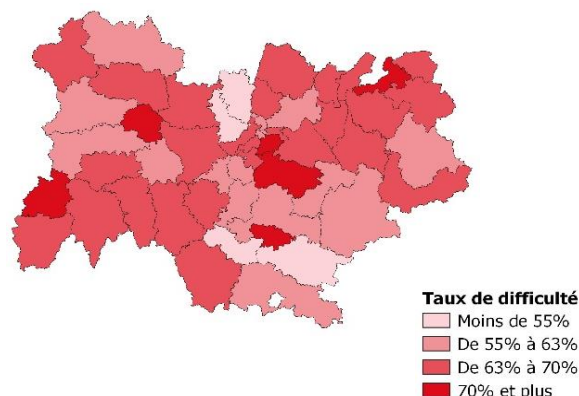 Taux de difficulté
Moins de 55%
De 55% à 63%
De 63% à 70%
70% et plus